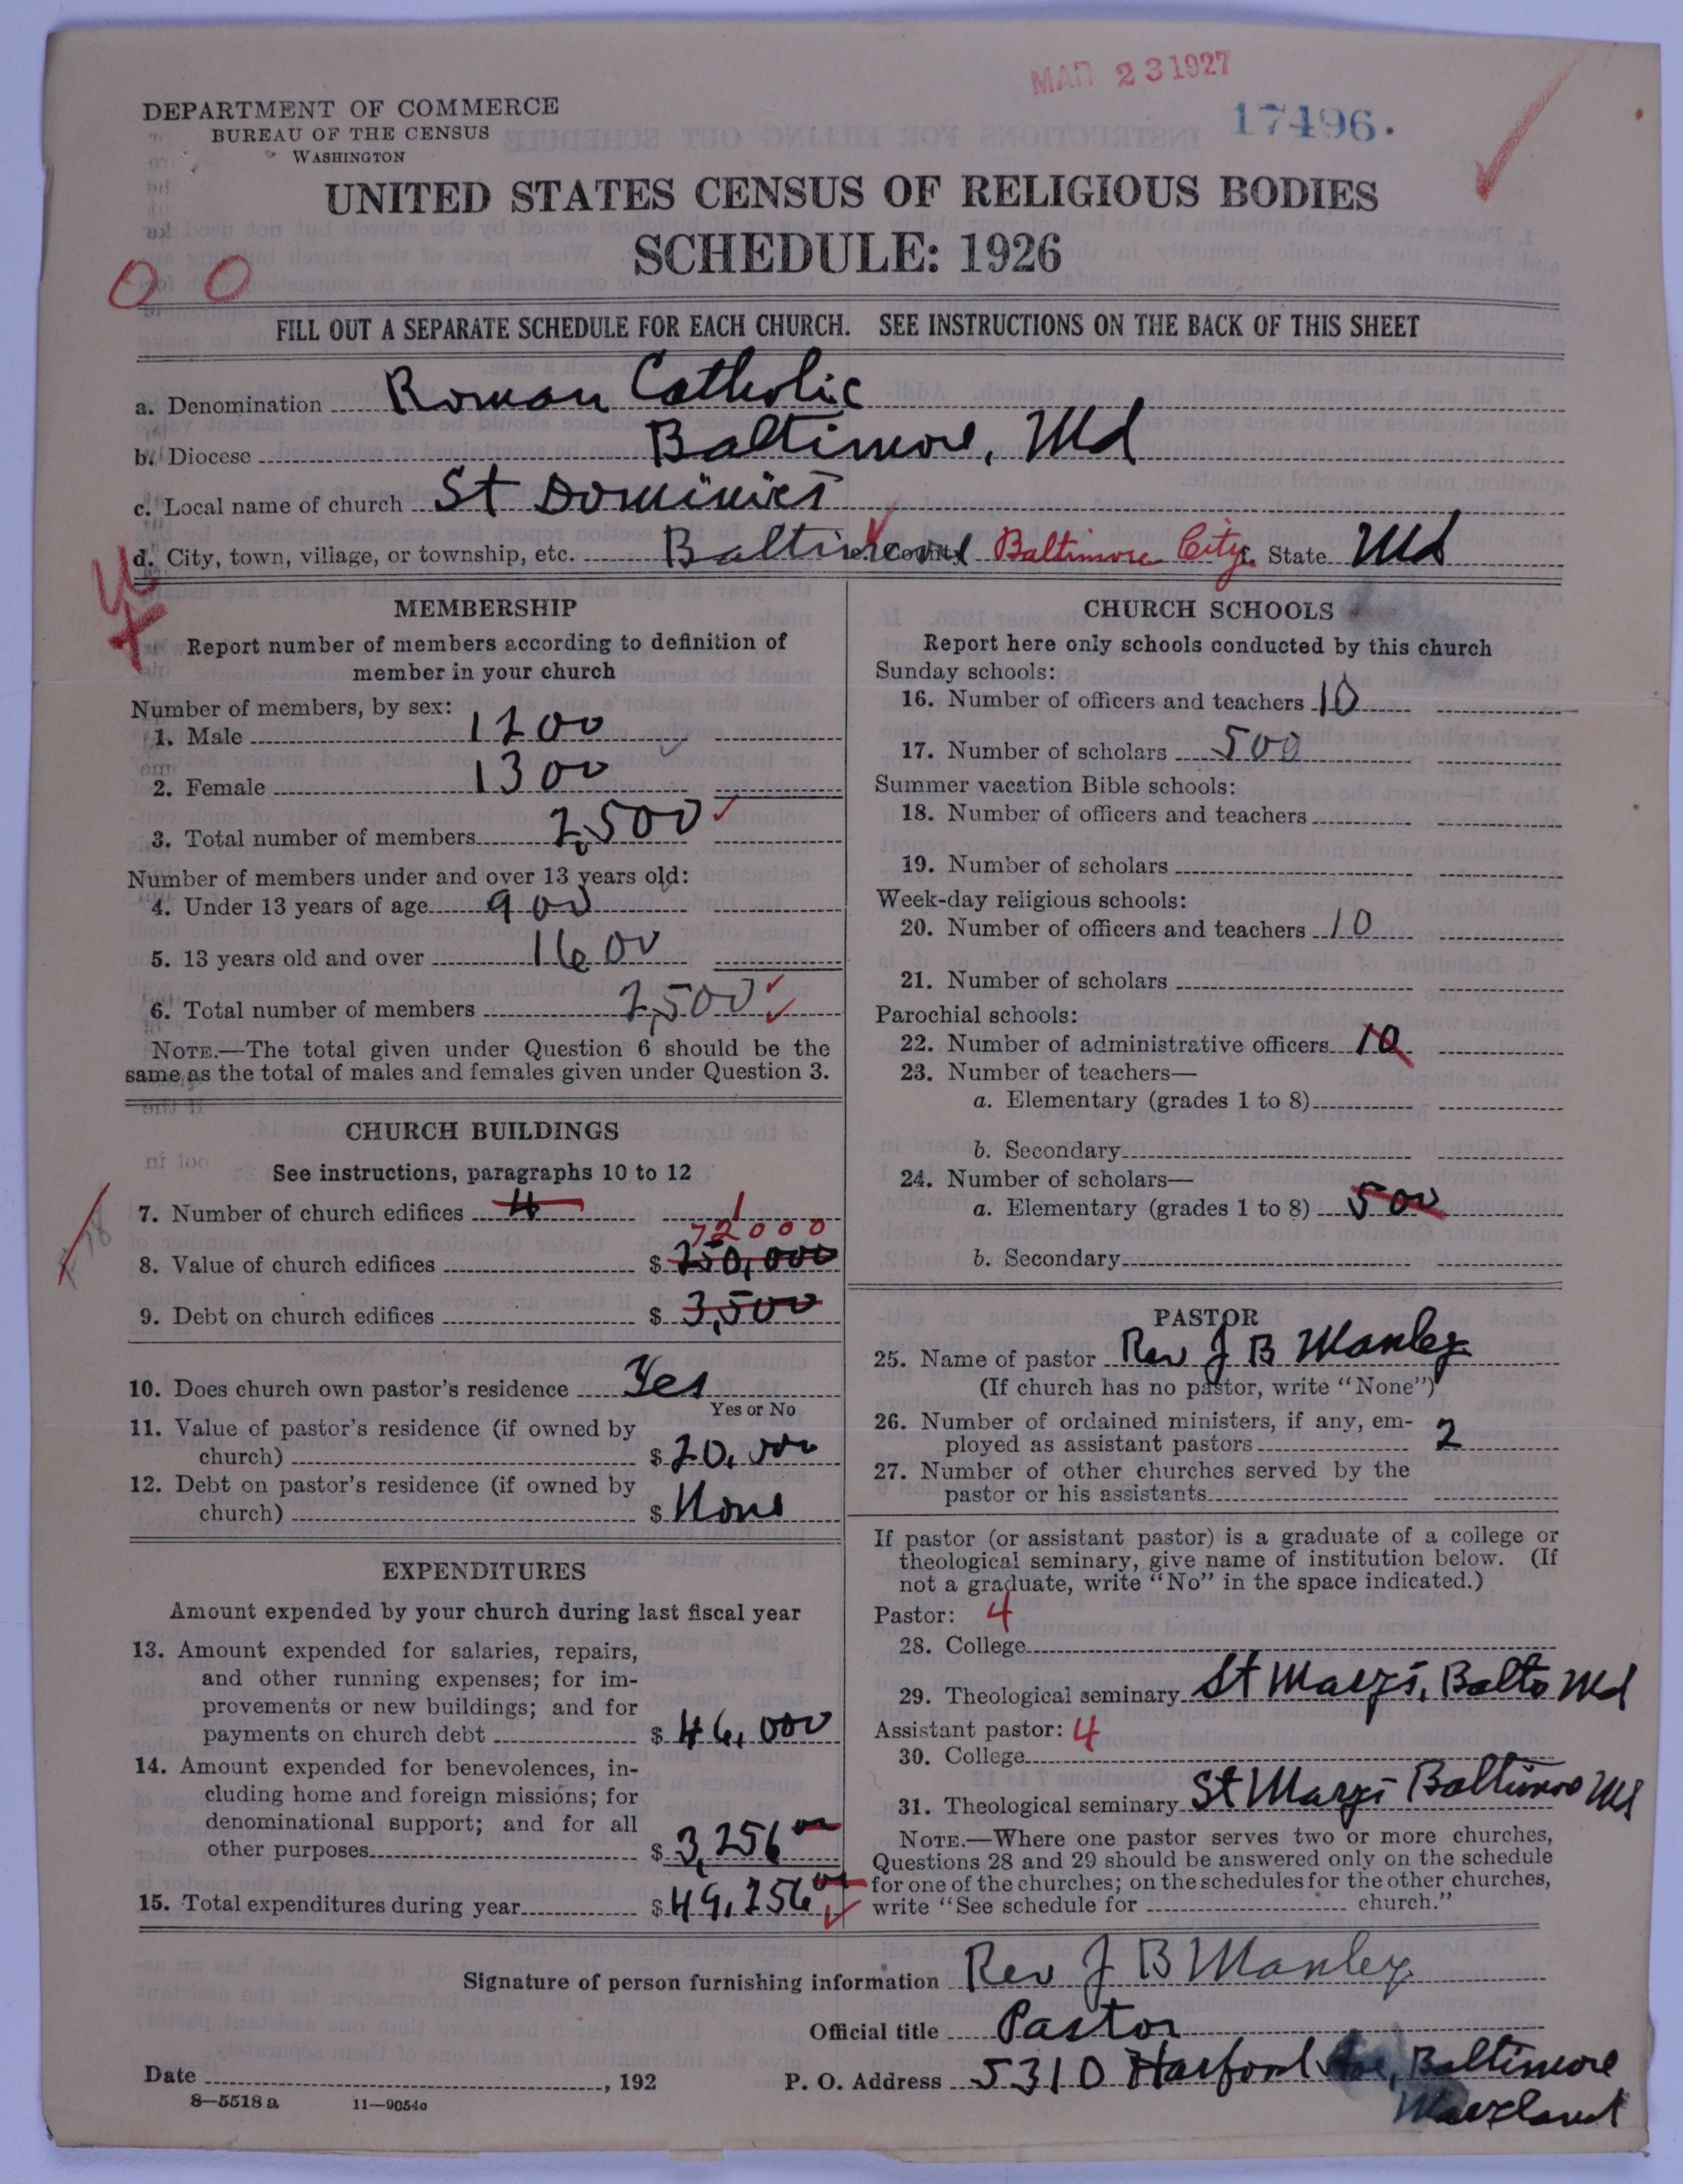 MAR 23 1927
17496.
DEPARTMENT OF COMMERCE
BUREAU OF THE CENSUS
WASHINGTON
UNITED STATES CENSUS OF RELIGIOUS BODIES
SCHEDULE: 1926
0 0
FILL OUT A SEPARATE SCHEDULE FOR EACH CHURCH. SEE INSTRUCTIONS ON THE BACK OF THIS SHEET
a. Denomination Roman Catholic
b. Diocese Baltimore, Md
c. Local name of church St Dominics
d. City, town, village, or township, etc. Baltimore County Baltimore City State Md
MEMBERSHIP
Report number of members according to definition of
member in your church
Number of members, by sex:
1. Male 1200
2. Female 1300
3. Total number of members 2,500
Number of members under and over 13 years old:
4. Under 13 years of age 900
5. 13 years old and over 1600
6. Total number of members 2,500
NOTE.—The total given under Question 6 should be the
same as the total of males and females given under Question 3.
CHURCH BUILDINGS
See instructions, paragraphs 10 to 12
7. Number of church edifices 4 1
72000
8. Value of church edifices $ 250,000
9. Debt on church edifices $ 3,500
10. Does church own pastor's residence Yes
Yes or No
11. Value of pastor's residence (if owned by
church) $ 20,000
12. Debt on pastor's residence (if owned by
church) $ None
EXPENDITURES
Amount expended by your church during last fiscal year
13. Amount expended for salaries, repairs,
and other running expenses; for im-
provements or new buildings; and for
payments on church debt $ 46,000
14. Amount expended for benevolences, in-
cluding home and foreign missions; for
denominational support; and for all
other purposes $ 3,256 00
15. Total expenditures during year $ 49,256 00
CHURCH SCHOOLS
Report here only schools conducted by this church
Sunday schools:
16. Number of officers and teachers 10
17. Number of scholars 500
Summer vacation Bible schools:
18. Number of officers and teachers
19. Number of scholars
Week-day religious schools:
20. Number of officers and teachers 10
21. Number of scholars
Parochial schools:
22. Number of administrative officers 10
23. Number of teachers—
a. Elementary (grades 1 to 8)
b. Secondary
24. Number of scholars—
a. Elementary (grades 1 to 8) 500
b. Secondary
PASTOR
25. Name of pastor Rev J B Manley
(If church has no pastor, write "None")
26. Number of ordained ministers, if any, em-
ployed as assistant pastors 2
27. Number of other churches served by the
pastor or his assistants
If pastor (or assistant pastor) is a graduate of a college or
theological seminary, give name of institution below. (If
not a graduate, write "No" in the space indicated.)
Pastor: 4
28. College
29. Theological seminary St Marys, Balto Md
Assistant pastor: 4
30. College
31. Theological seminary St Marys Baltimore Md
NOTE.—Where one pastor serves two or more churches,
Questions 28 and 29 should be answered only on the schedule
for one of the churches; on the schedules for the other churches,
write "See schedule for church."
Signature of person furnishing information Rev J B Manley
Official title Pastor
Date , 192
P. O. Address 5310 Harford Ave, Baltimore
Maryland
8—5518 a 11—9054a